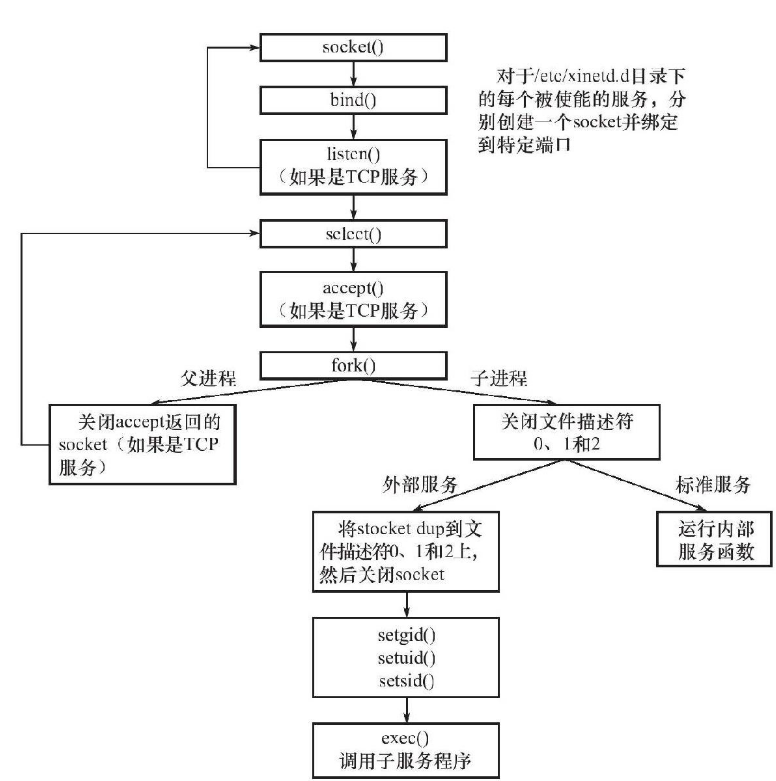 socket()
对于/etc/xinetd.d目录下
的每个被使能的服务，分
别创建一个socket并绑定
到特定端口
bind()
listen()
（如果是TCP服务）
select()
accept()
（如果是TCP服务）
fork()
父进程
子进程
关闭accept返回的
socket（如果是TCP
服务）
关闭文件描述符
0、1和2
外部服务
标准服务
将stocket dup到文
件描述符0、1和2上，
然后关闭socket
运行内部
服务函数
setgid()
setuid()
setsid()
exec()
调用子服务程序